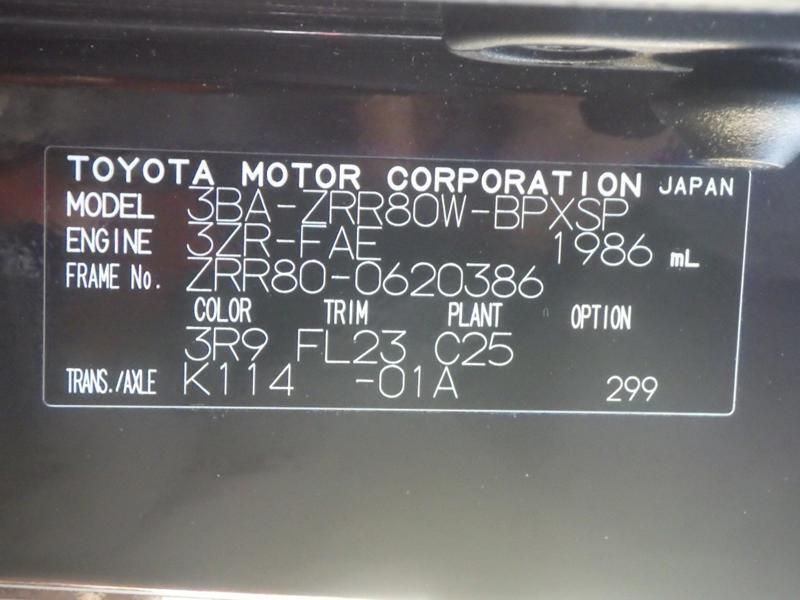 TOYOTA MOTOR CORPORATION JAPAN
MODEL 3BA-ZRR80W-BPXSP
ENGINE 3ZR-FAE 1986 mL
FRAME No. ZRR80-0620386
COLOR TRIM PLANT OPTION
3R9 FL23 C25
TRANS./AXLE K114 -01A 299